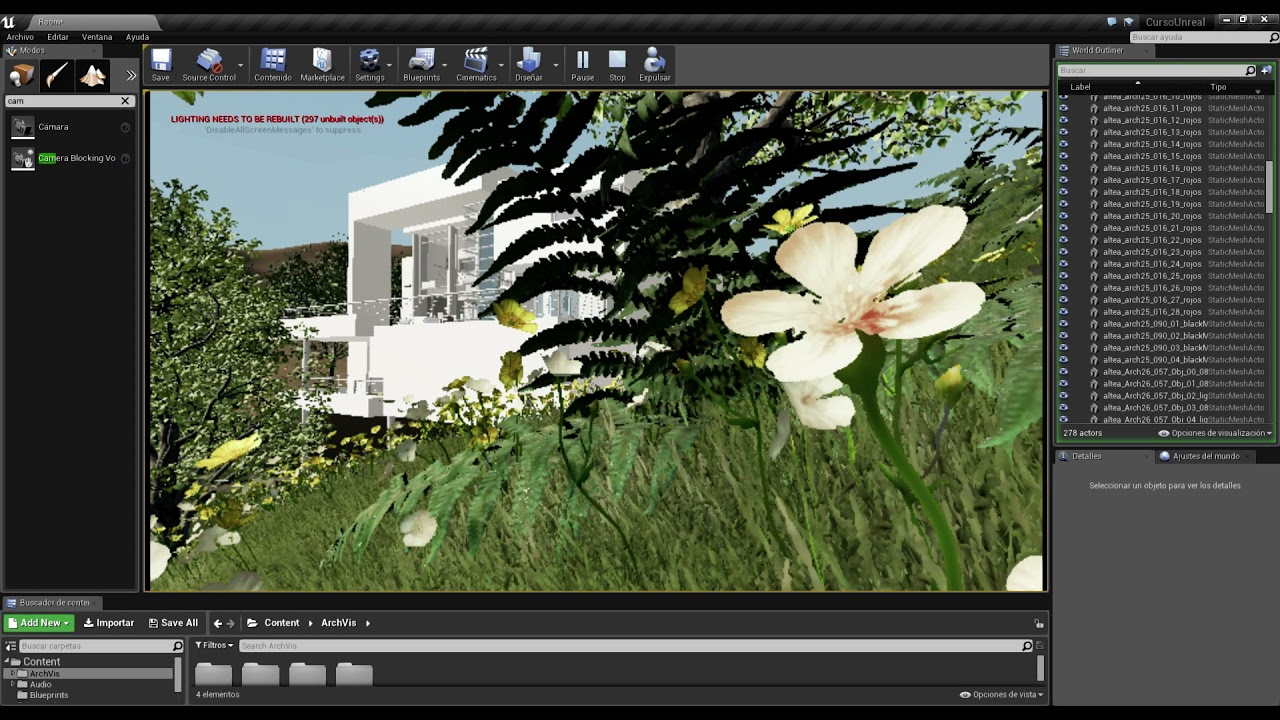 Room*
CursoUnreal
Archivo Editar Ventana Ayuda
Buscar ayuda
Modes
cam
Cámara
Camera Blocking Vo
Save Source Control Contenido Marketplace Settings Blueprints Cinematics Diseñar Pause Stop Expulsar
LIGHTING NEEDS TO BE REBUILT (297 unbuilt object(s))
'DisableAllScreenMessages' to suppress
World Outliner
Buscar
Label Tipo
altea_arch25_016_10_rojos StaticMeshActo
altea_arch25_016_11_rojos StaticMeshActo
altea_arch25_016_12_rojos StaticMeshActo
altea_arch25_016_13_rojos StaticMeshActo
altea_arch25_016_14_rojos StaticMeshActo
altea_arch25_016_15_rojos StaticMeshActo
altea_arch25_016_16_rojos StaticMeshActo
altea_arch25_016_17_rojos StaticMeshActo
altea_arch25_016_18_rojos StaticMeshActo
altea_arch25_016_19_rojos StaticMeshActo
altea_arch25_016_20_rojos StaticMeshActo
altea_arch25_016_21_rojos StaticMeshActo
altea_arch25_016_22_rojos StaticMeshActo
altea_arch25_016_23_rojos StaticMeshActo
altea_arch25_016_24_rojos StaticMeshActo
altea_arch25_016_25_rojos StaticMeshActo
altea_arch25_016_26_rojos StaticMeshActo
altea_arch25_016_27_rojos StaticMeshActo
altea_arch25_016_28_rojos StaticMeshActo
altea_arch25_090_01_blackM StaticMeshActo
altea_arch25_090_02_blackM StaticMeshActo
altea_arch25_090_03_blackM StaticMeshActo
altea_arch25_090_04_blackM StaticMeshActo
altea_Arch26_057_Obj_00_08 StaticMeshActo
altea_Arch26_057_Obj_01_08 StaticMeshActo
altea_Arch26_057_Obj_02_lig StaticMeshActo
altea_Arch26_057_Obj_03_08 StaticMeshActo
altea_Arch26_057_Obj_04_lig StaticMeshActo
278 actors Opciones de visualización
Detalles Ajustes del mundo
Seleccionar un objeto para ver los detalles
Buscador de conter
Add New Importar Save All Content ArchVis
Buscar carpetas
Filtros Search ArchVis
Content
ArchVis
Audio
Blueprints
4 elementos Opciones de vista